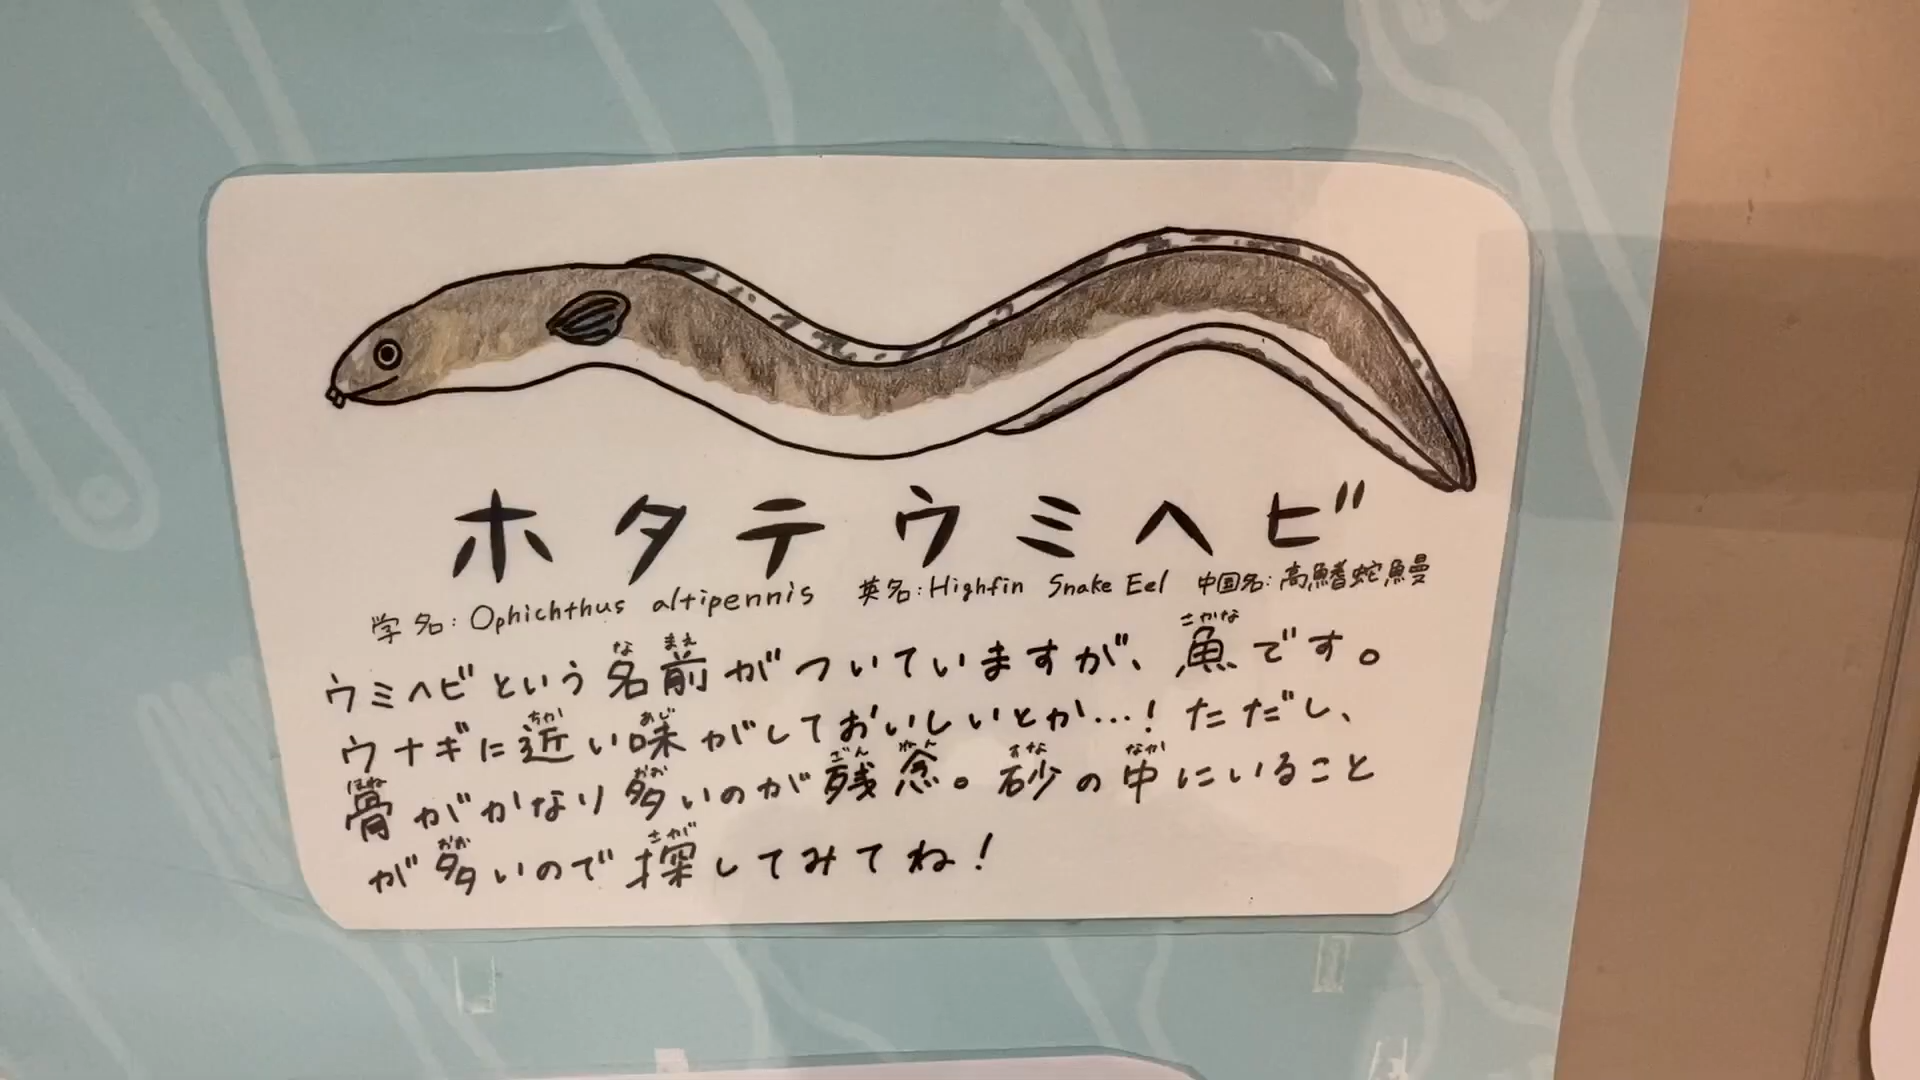 ホタテウミヘビ
学名:Ophichthus altipennis 英名:Highfin Snake Eel 中国名:高鰭蛇鰻
ウミヘビという名前がついていますが、魚です。
ウナギに近い味がしておいしいとか…!ただし、
骨がかなり多いのが残念。砂の中にいること
が多いので探してみてね!